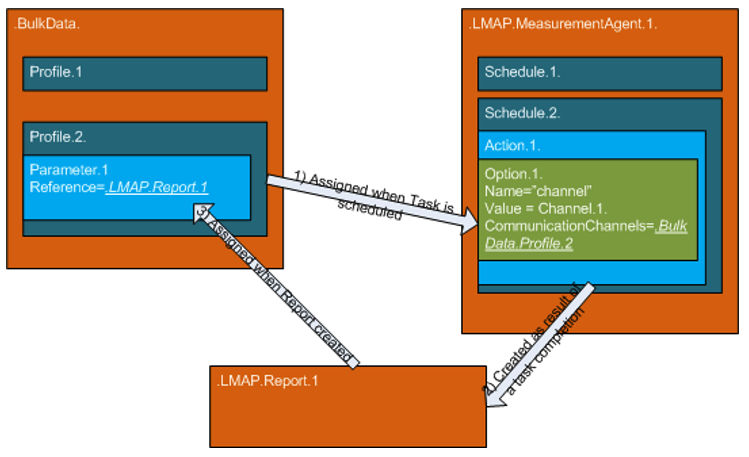 .BulkData.
Profile.1
Profile.2.
Parameter.1
Reference=.LMAP.Report.1
.LMAP.MeasurementAgent.1.
Schedule.1.
Schedule.2.
Action.1.
Option.1.
Name="channel"
Value = Channel.1.
CommunicationChannels=.Bulk
Data.Profile.2
1) Assigned when Task is
scheduled
2) Created as result of
a task completion
3) Assigned when Report created
.LMAP.Report.1